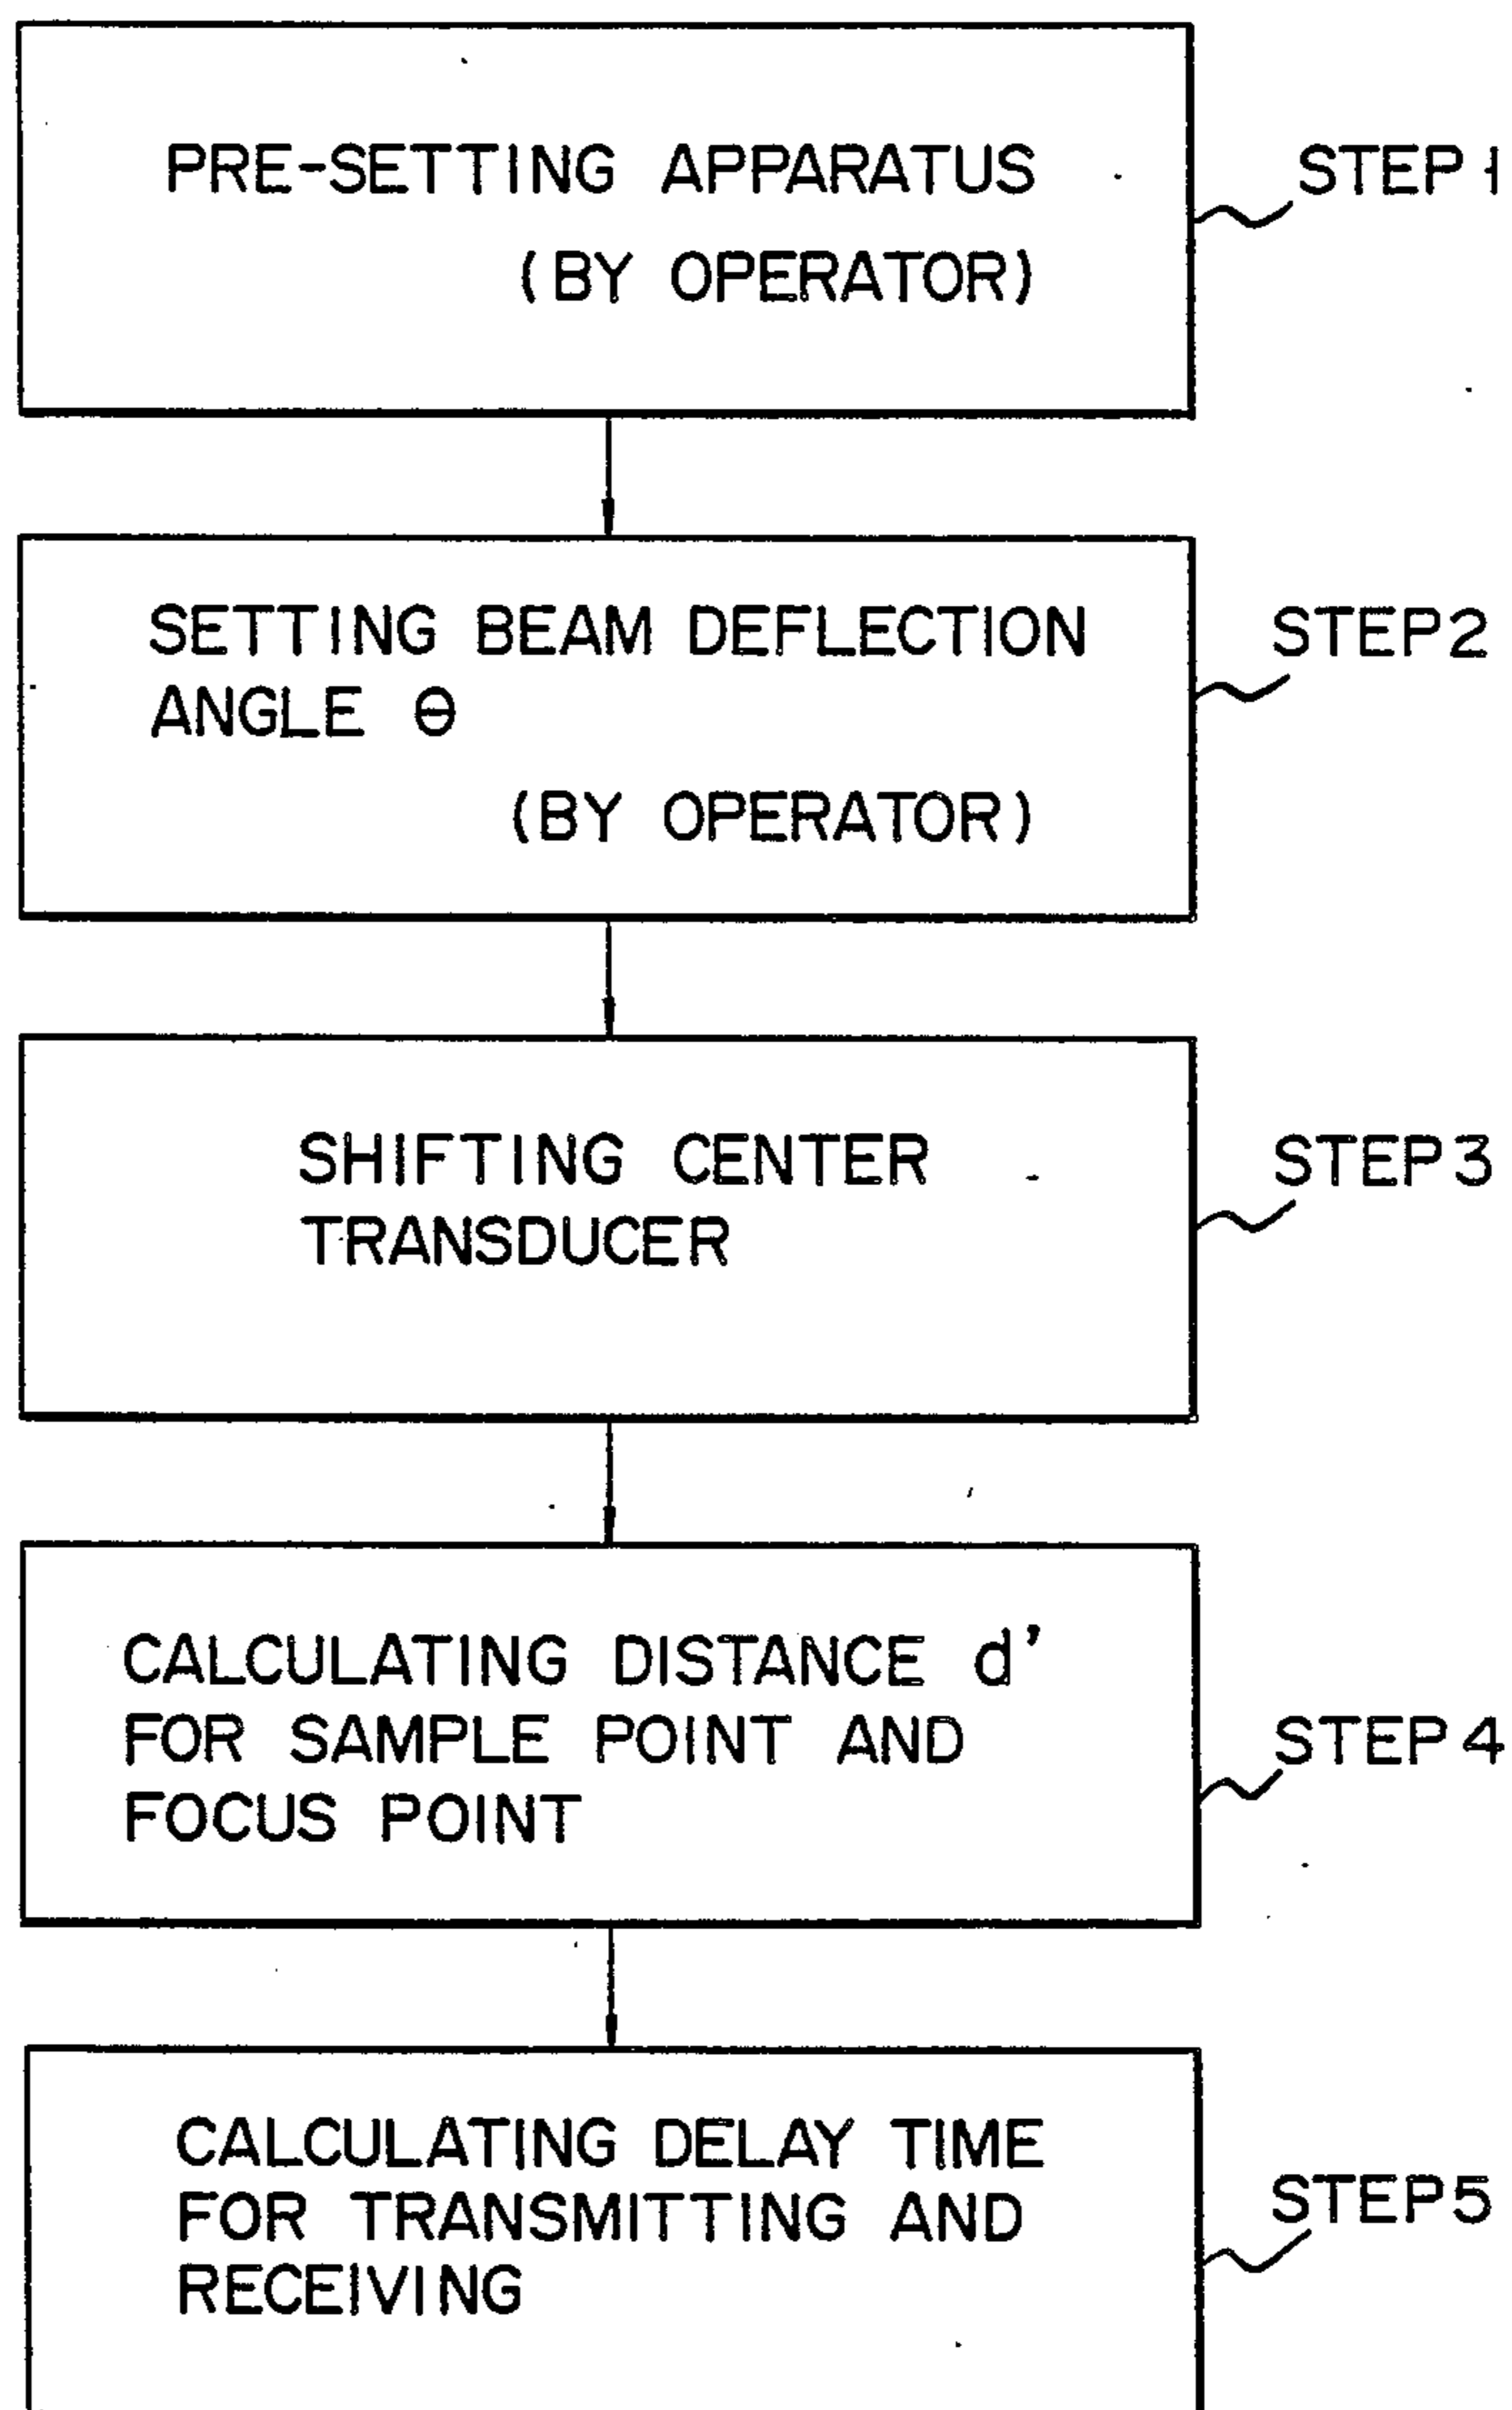 PRE-SETTING APPARATUS
(BY OPERATOR)
STEP 1
SETTING BEAM DEFLECTION
ANGLE θ
(BY OPERATOR)
STEP2
SHIFTING CENTER
TRANSDUCER
STEP3
CALCULATING DISTANCE d'
FOR SAMPLE POINT AND
FOCUS POINT
STEP4
CALCULATING DELAY TIME
FOR TRANSMITTING AND
RECEIVING
STEP5